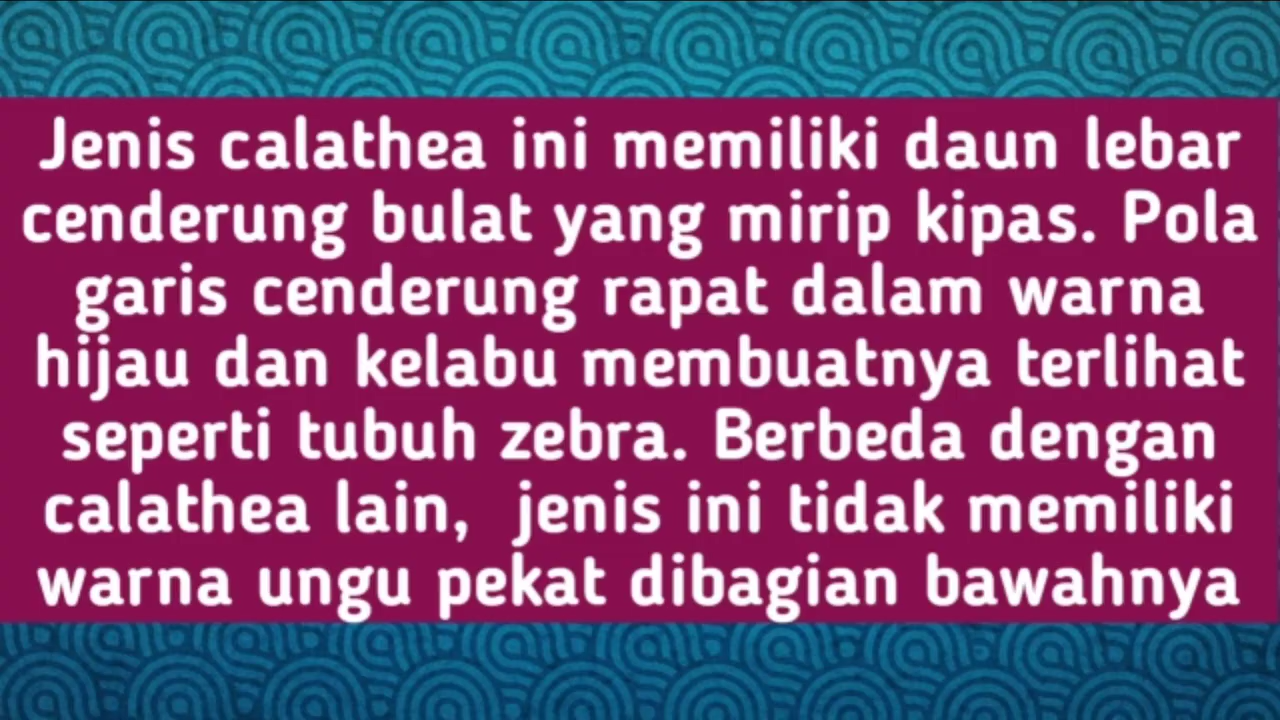 Jenis calathea ini memiliki daun lebar
cenderung bulat yang mirip kipas. Pola
garis cenderung rapat dalam warna
hijau dan kelabu membuatnya terlihat
seperti tubuh zebra. Berbeda dengan
calathea lain,  jenis ini tidak memiliki
warna ungu pekat dibagian bawahnya